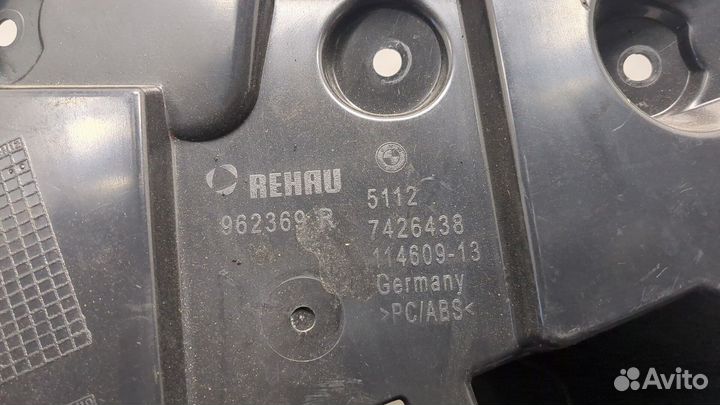 REHAU
962369 R
5112
7426438
114609-13
Germany
>PC/ABS<
Avito